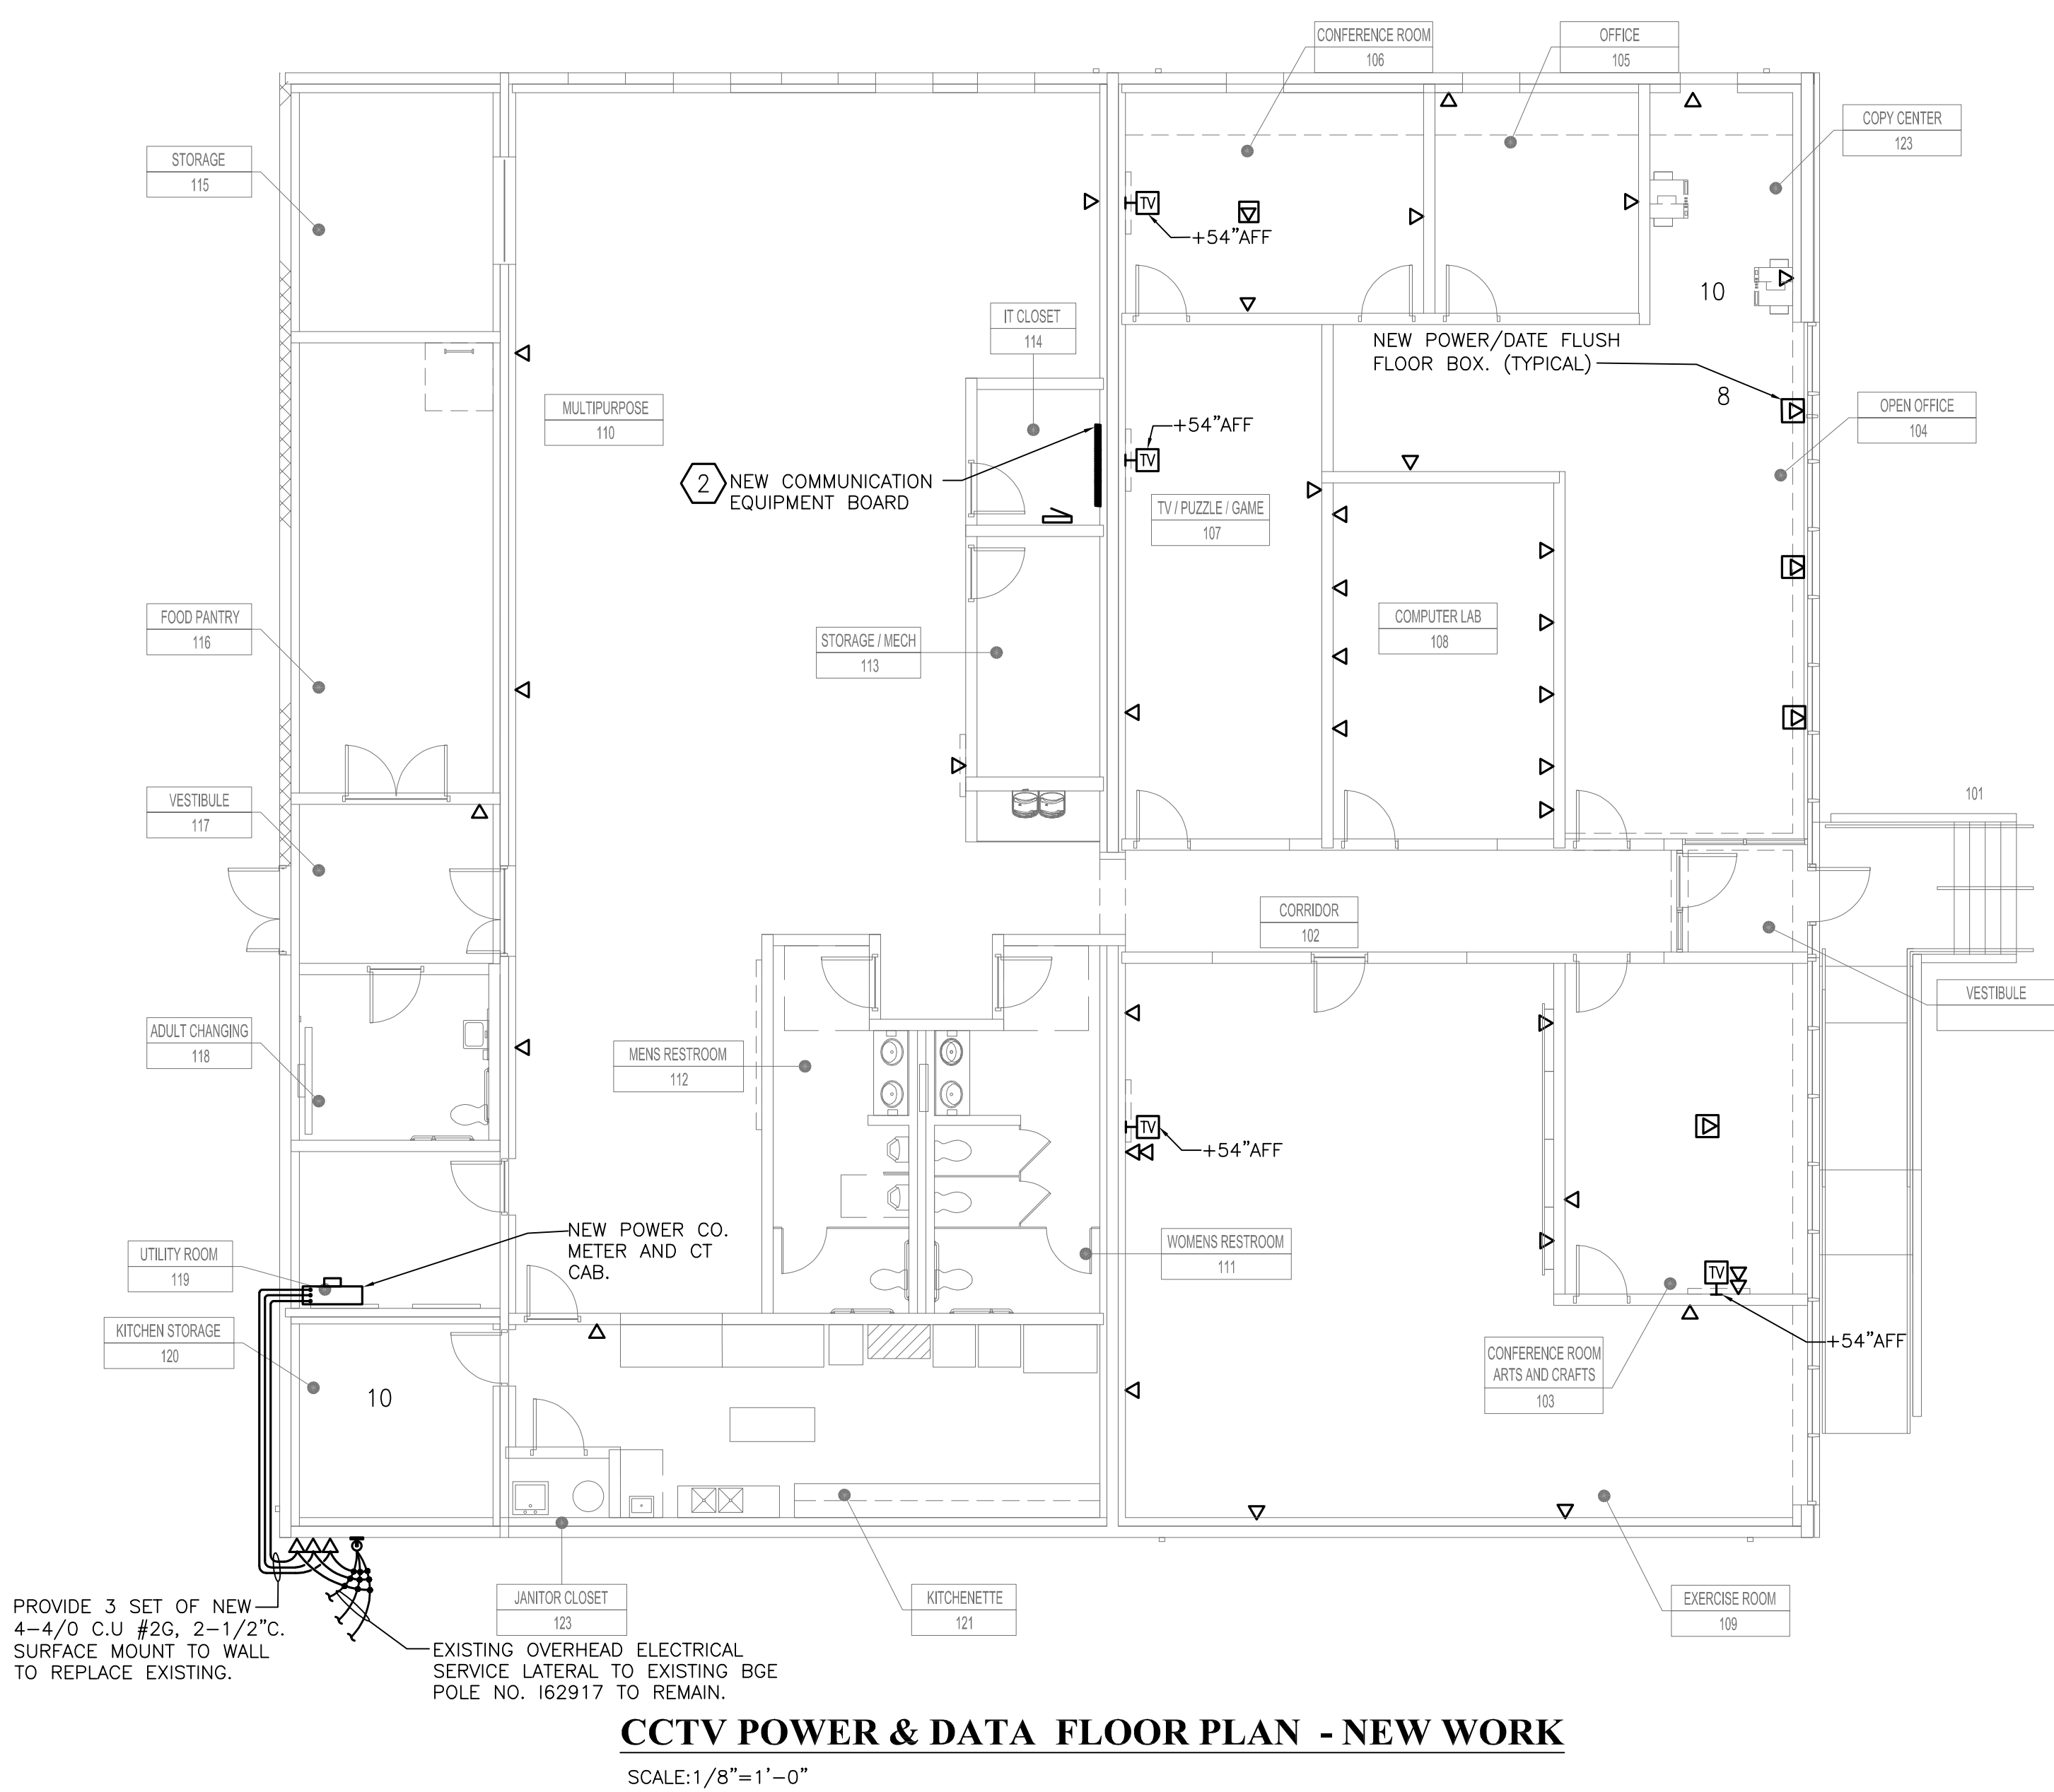 CONFERENCE ROOM
106
OFFICE
105
COPY CENTER
123
STORAGE
115
TV
+54"AFF
10
IT CLOSET
114
NEW POWER/DATE FLUSH
FLOOR BOX. (TYPICAL)
8
MULTIPURPOSE
110
OPEN OFFICE
104
+54"AFF
TV
2
NEW COMMUNICATION
EQUIPMENT BOARD
TV / PUZZLE / GAME
107
FOOD PANTRY
116
STORAGE / MECH
113
COMPUTER LAB
108
VESTIBULE
117
101
CORRIDOR
102
VESTIBULE
ADULT CHANGING
118
MENS RESTROOM
112
TV
+54"AFF
UTILITY ROOM
119
NEW POWER CO.
METER AND CT
CAB.
WOMENS RESTROOM
111
TV
+54"AFF
KITCHEN STORAGE
120
10
CONFERENCE ROOM
ARTS AND CRAFTS
103
JANITOR CLOSET
123
KITCHENETTE
121
EXERCISE ROOM
109
PROVIDE 3 SET OF NEW
4-4/0 C.U #2G, 2-1/2"C.
SURFACE MOUNT TO WALL
TO REPLACE EXISTING.
EXISTING OVERHEAD ELECTRICAL
SERVICE LATERAL TO EXISTING BGE
POLE NO. I62917 TO REMAIN.
CCTV POWER & DATA FLOOR PLAN - NEW WORK
SCALE:1/8"=1'-0"